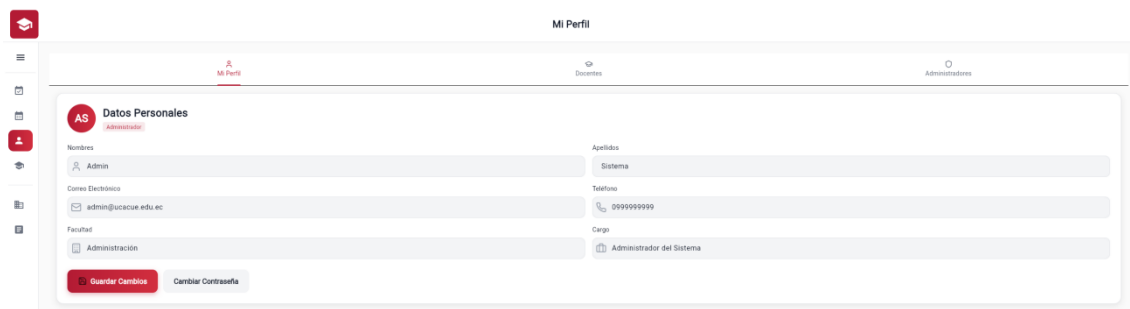 Mi Perfil
Mi Perfil
Docentes
Administradores
AS
Datos Personales
Administrador
Nombres
Apellidos
Admin
Sistema
Correo Electrónico
Teléfono
admin@ucacue.edu.ec
0999999999
Facultad
Cargo
Administración
Administrador del Sistema
Guardar Cambios
Cambiar Contraseña